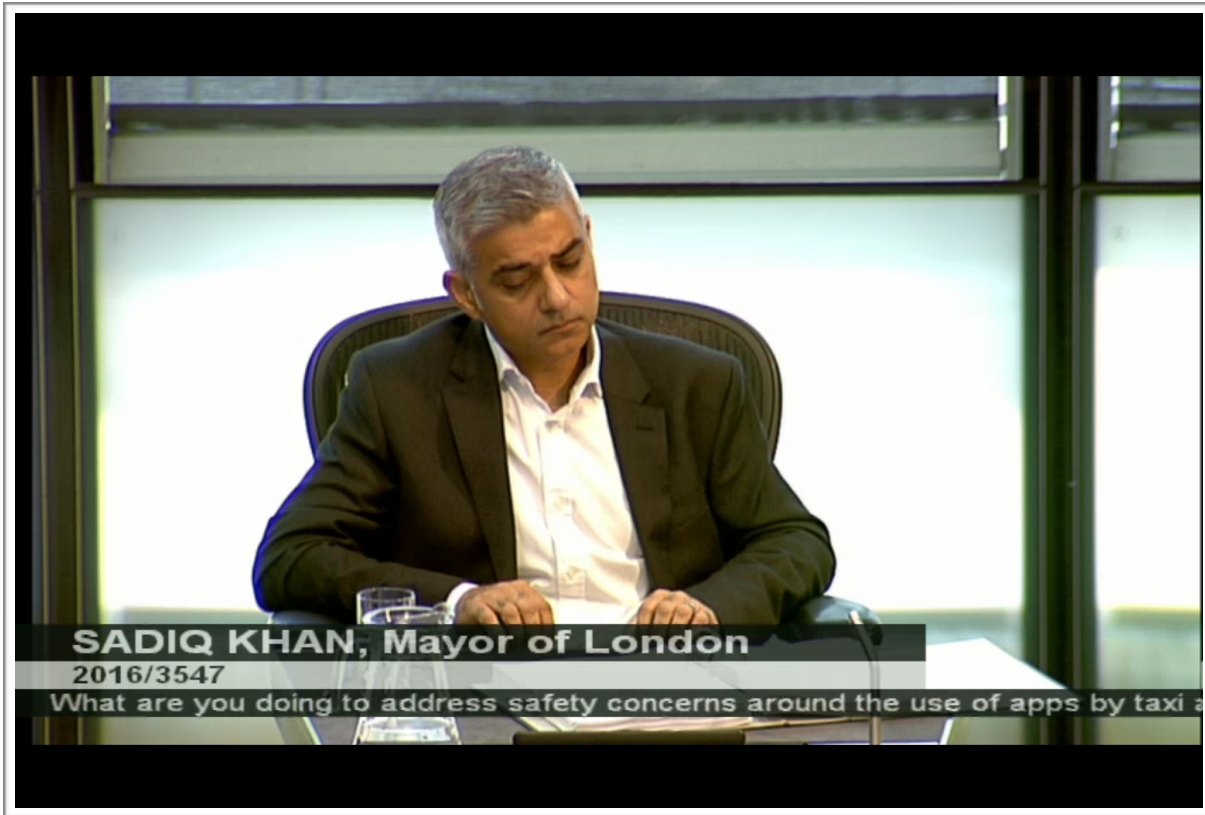 SADIQ KHAN, Mayor of London
2016/3547
What are you doing to address safety concerns around the use of apps by taxi a